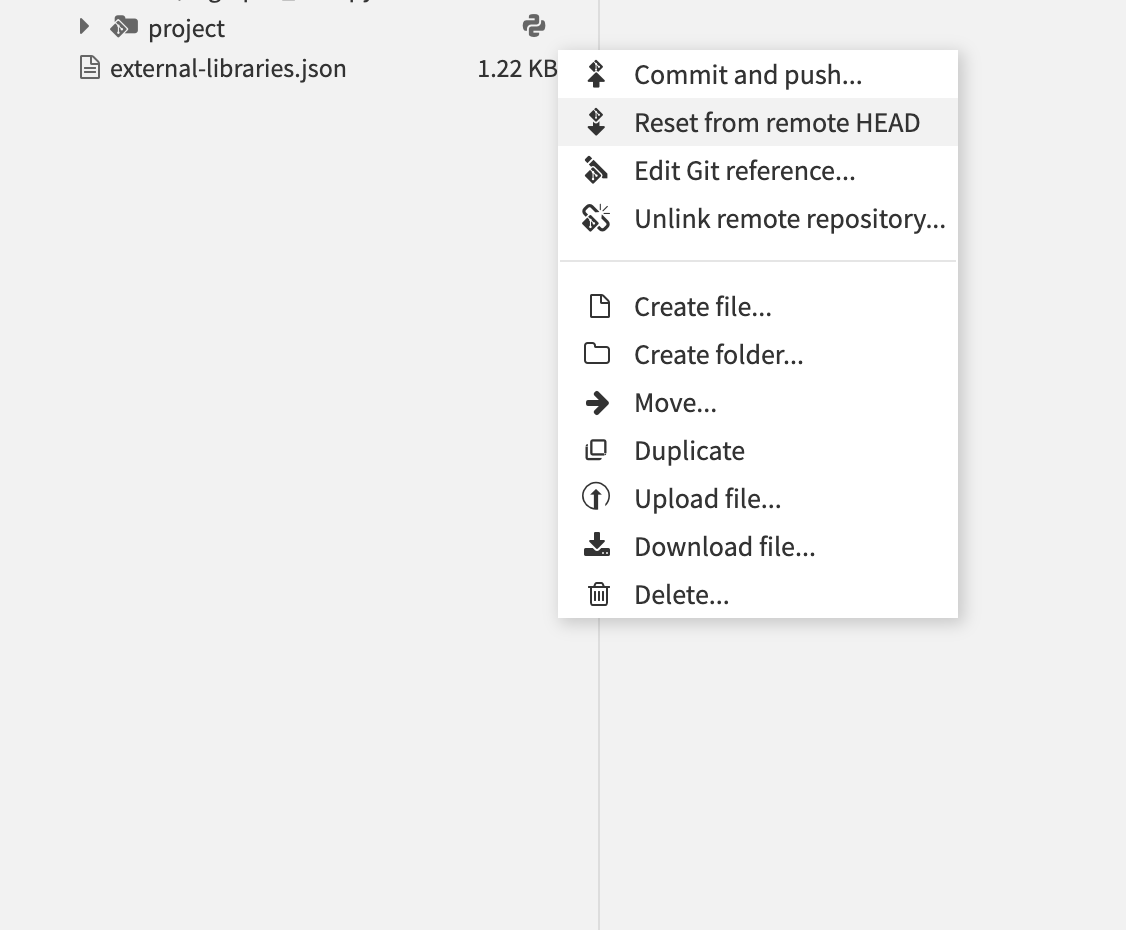 project
external-libraries.json 1.22 KB
Commit and push...
Reset from remote HEAD
Edit Git reference...
Unlink remote repository...
Create file...
Create folder...
Move...
Duplicate
Upload file...
Download file...
Delete...